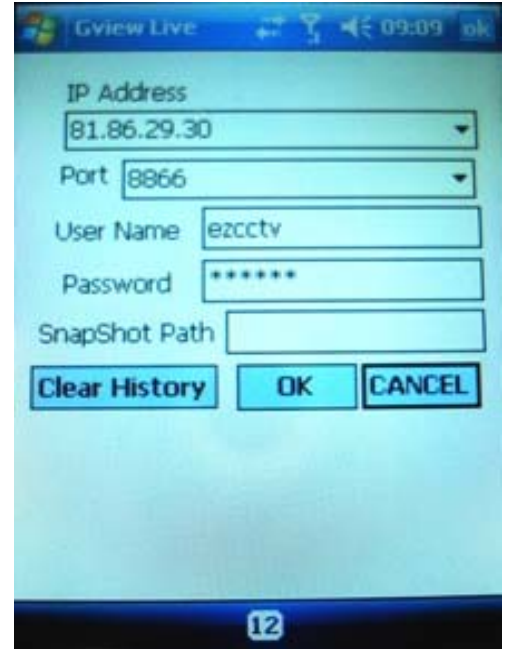 Gview Live 09:09 ok
IP Address
81.86.29.30
Port 8866
User Name ezcctv
Password ******
SnapShot Path
Clear History OK CANCEL
12